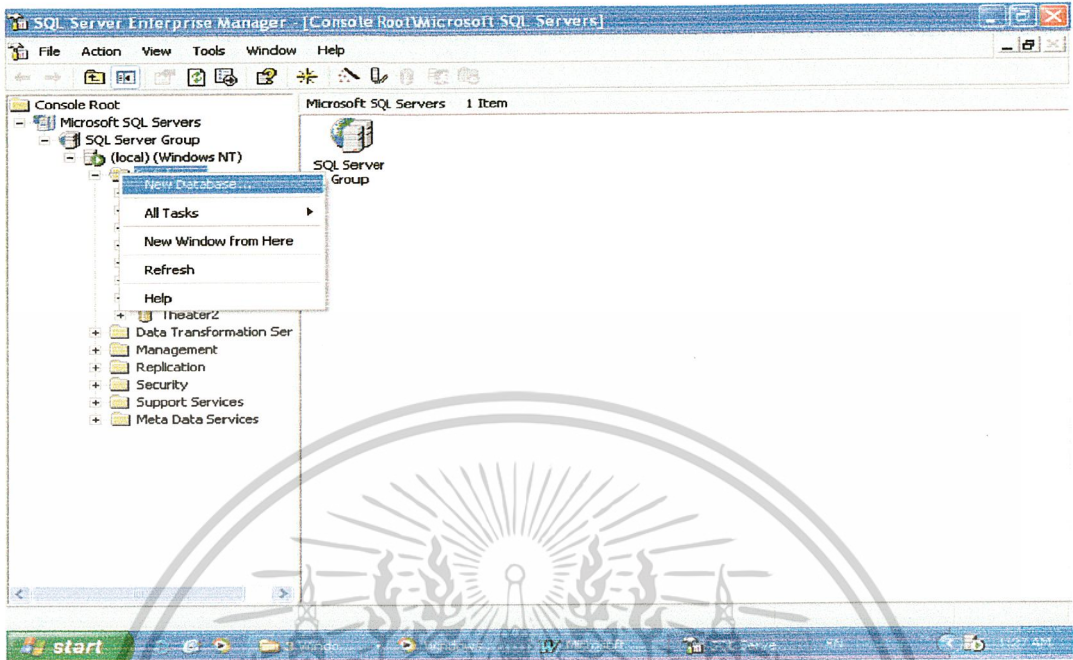 SQL Server Enterprise Manager - [Console Root\Microsoft SQL Servers]
File Action View Tools Window Help
Console Root
Microsoft SQL Servers
SQL Server Group
(local) (Windows NT)
New Database...
All Tasks
New Window from Here
Refresh
Help
Theater2
Data Transformation Ser
Management
Replication
Security
Support Services
Meta Data Services
Microsoft SQL Servers 1 Item
SQL Server
Group
start